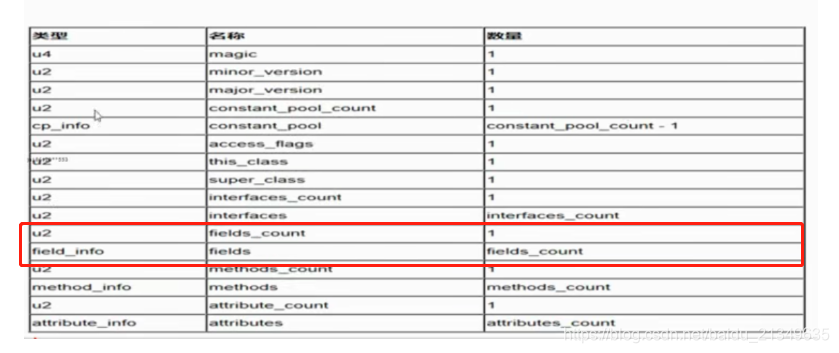 类型 名称 数量
u4 magic 1
u2 minor_version 1
u2 major_version 1
u2 constant_pool_count 1
cp_info constant_pool constant_pool_count - 1
u2 access_flags 1
u2 this_class 1
u2 super_class 1
u2 interfaces_count 1
u2 interfaces interfaces_count
u2 fields_count 1
field_info fields fields_count
u2 methods_count 1
method_info methods methods_count
u2 attribute_count 1
attribute_info attributes attributes_count
https://blog.csdn.net/baidu_21349635